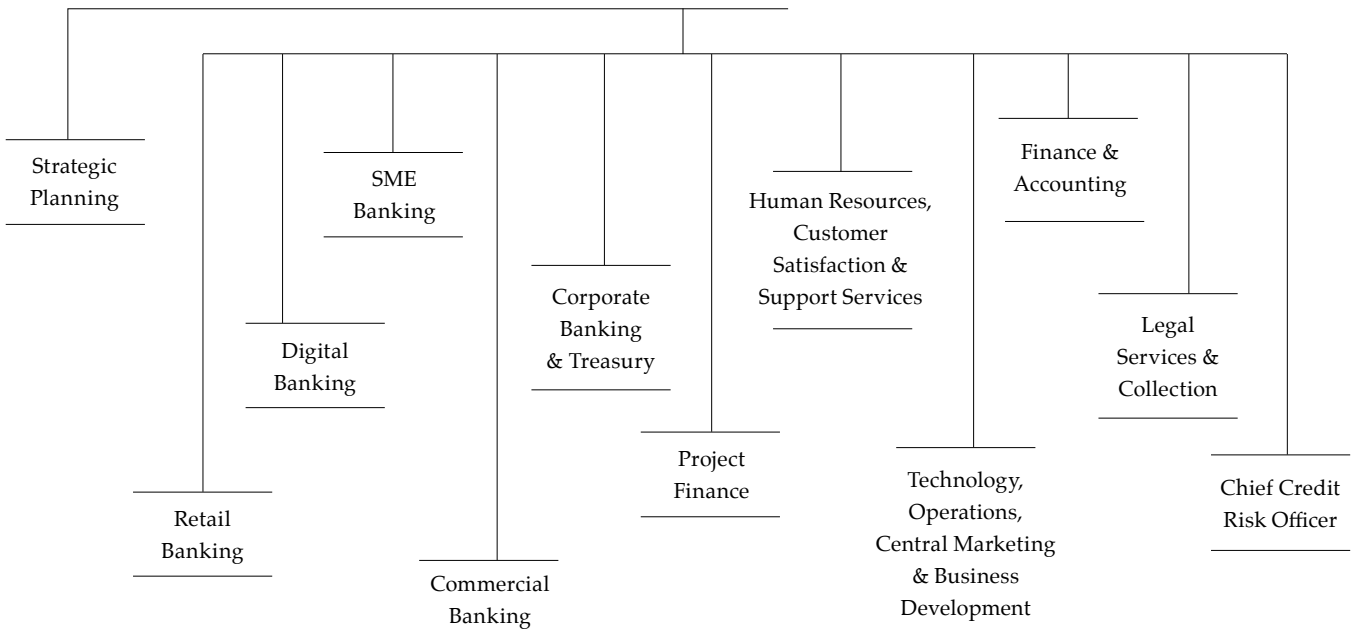 Strategic
Planning
Retail
Banking
Digital
Banking
SME
Banking
Commercial
Banking
Corporate
Banking
& Treasury
Project
Finance
Human Resources,
Customer
Satisfaction &
Support Services
Technology,
Operations,
Central Marketing
& Business
Development
Finance &
Accounting
Legal
Services &
Collection
Chief Credit
Risk Officer